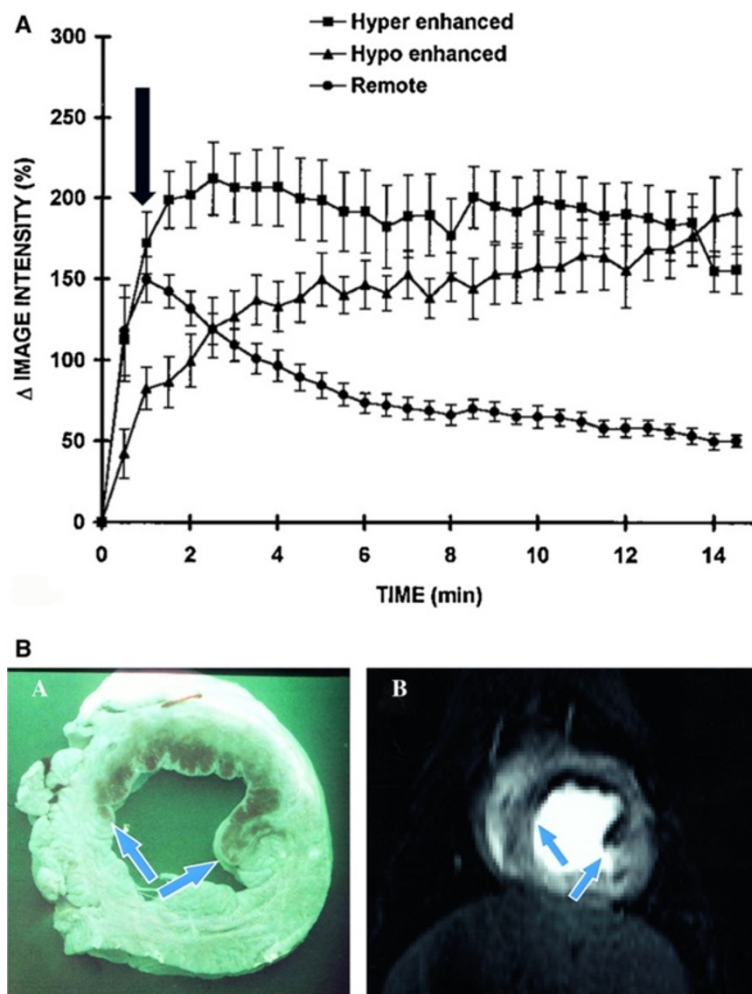 A
Hyper enhanced
Hypo enhanced
Remote
300
250
200
150
100
50
0
Δ IMAGE INTENSITY (%)
0 2 4 6 8 10 12 14
TIME (min)
B
A
B